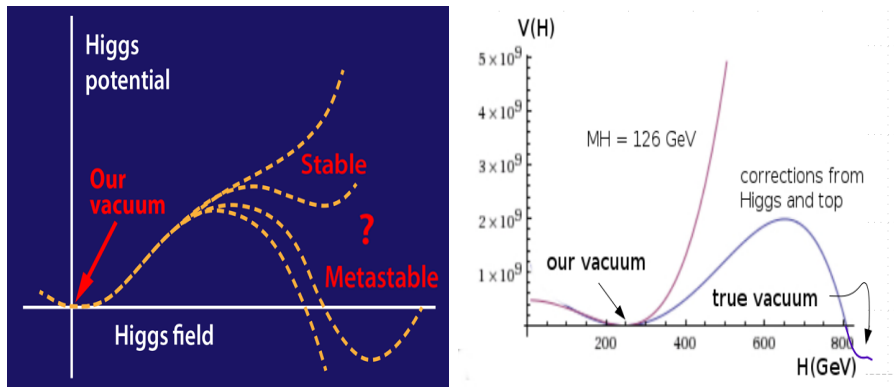 Higgs
potential
Our
vacuum
Stable
?
Metastable
Higgs field
V(H)
5×10⁹
4×10⁹
MH = 126 GeV
3×10⁹
corrections from
Higgs and top
2×10⁹
our vacuum
1×10⁹
true vacuum
200 400 600 800
H(GeV)